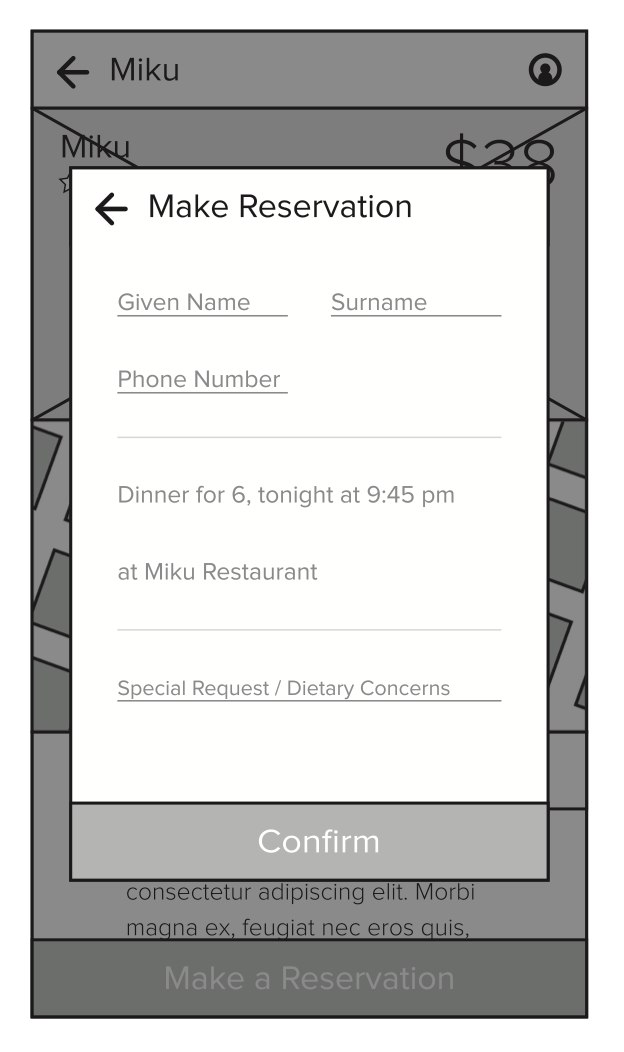 Miku
Miku
$38
Make Reservation
Given Name Surname
Phone Number
Dinner for 6, tonight at 9:45 pm
at Miku Restaurant
Special Request / Dietary Concerns
Confirm
consectetur adipiscing elit. Morbi
magna ex, feugiat nec eros quis,
Make a Reservation